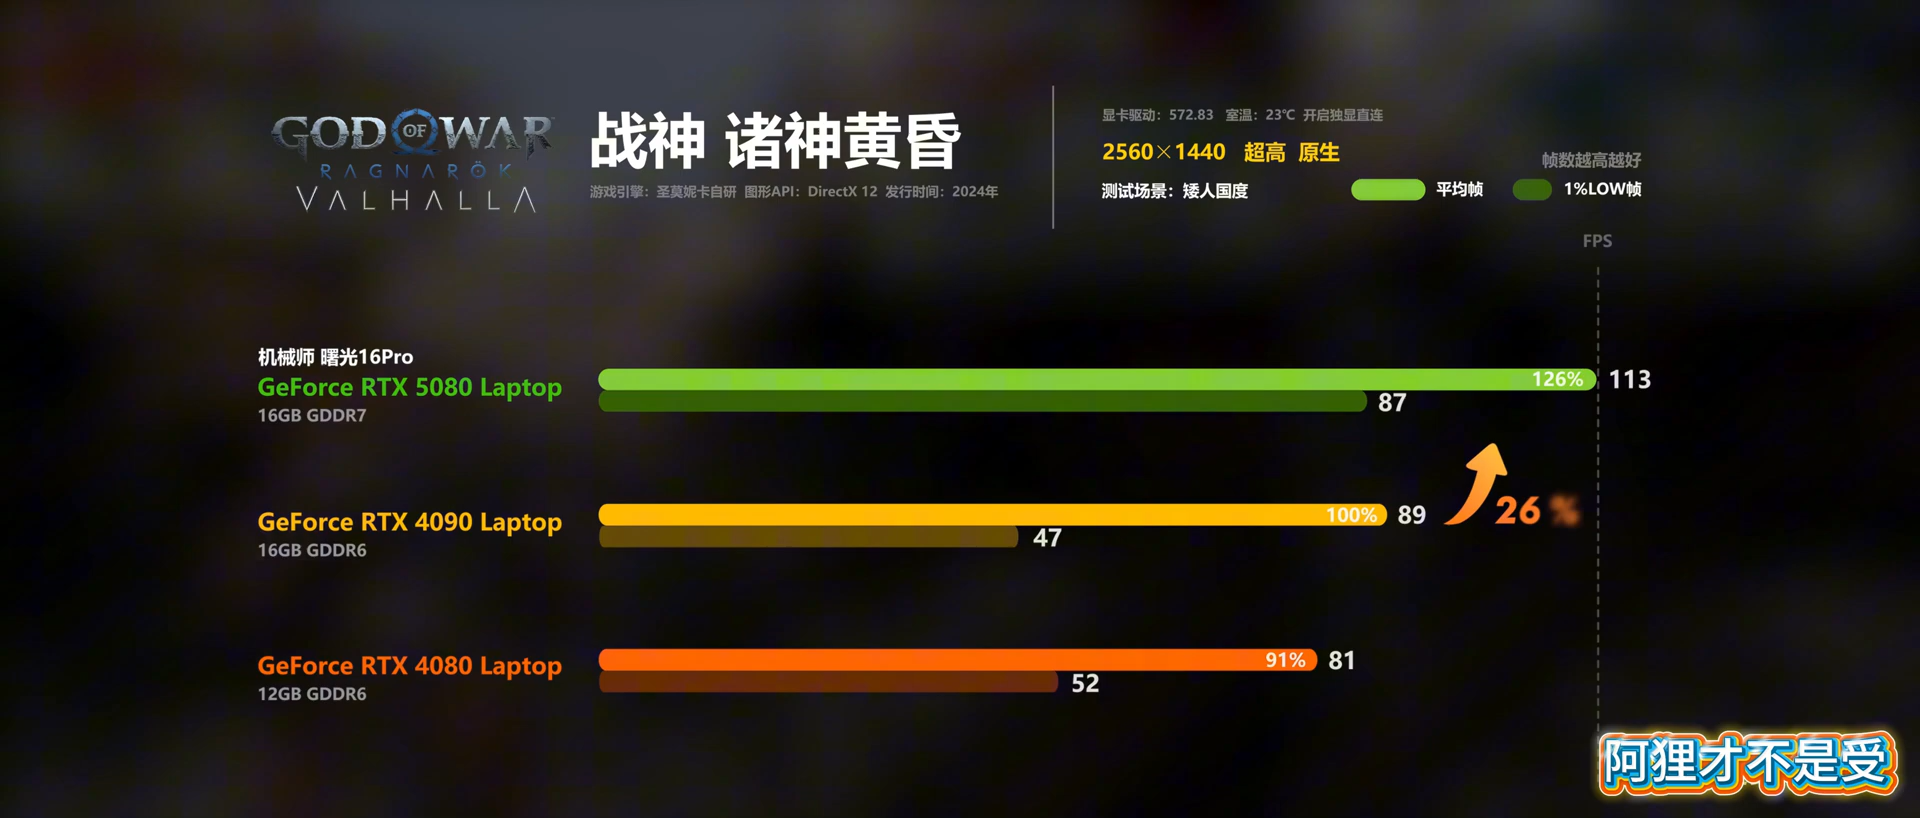 GOD OF WAR
RAGNARÖK
VALHALLA
战神 诸神黄昏
游戏引擎：圣莫妮卡自研 图形API：DirectX 12 发行时间：2024年
显卡驱动：572.83 室温：23℃ 开启独显直连
2560×1440 超高 原生
测试场景：矮人国度
帧数越高越好
平均帧 1%LOW帧
FPS
机械师 曙光16Pro
GeForce RTX 5080 Laptop
16GB GDDR7
126% 113
87
GeForce RTX 4090 Laptop
16GB GDDR6
100% 89
47
26 %
GeForce RTX 4080 Laptop
12GB GDDR6
91% 81
52
阿狸才不是受